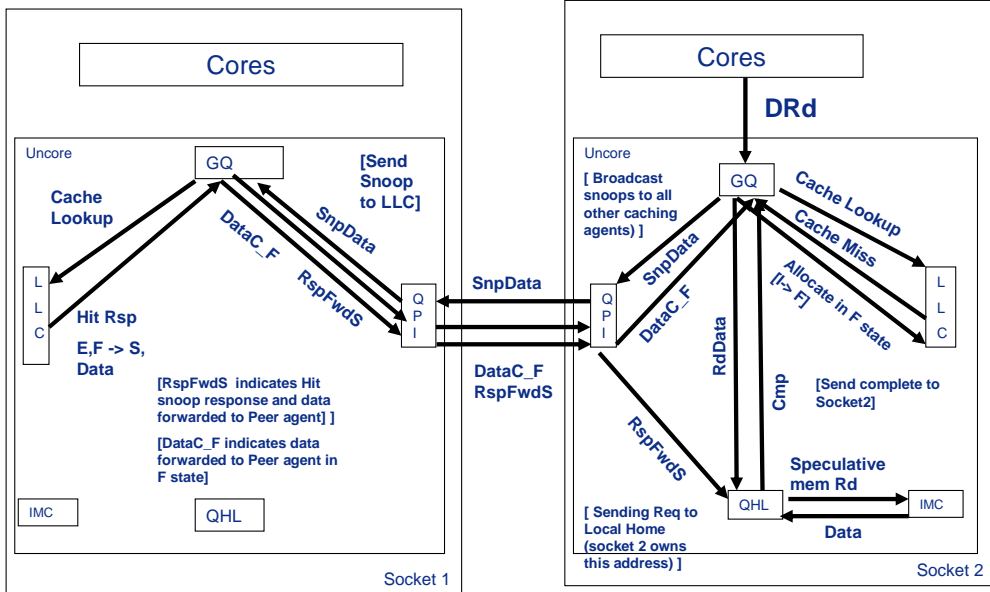 Cores
Uncore
GQ
[Send
Snoop
to LLC]
Cache
Lookup
SnpData
DataC_F
RspFwdS
L
L
C
Hit Rsp
E,F -> S,
Data
Q
P
I
[RspFwdS indicates Hit
snoop response and data
forwarded to Peer agent] ]
[DataC_F indicates data
forwarded to Peer agent in
F state]
IMC
QHL
Socket 1
SnpData
DataC_F
RspFwdS
Cores
DRd
Uncore
[ Broadcast
snoops to all
other caching
agents) ]
GQ
Cache Lookup
Cache Miss
Allocate in F state
[I-> F]
SnpData
DataC_F
Q
P
I
L
L
C
RdData
Cmp
[Send complete to
Socket2]
RspFwdS
Speculative
mem Rd
QHL
IMC
Data
[ Sending Req to
Local Home
(socket 2 owns
this address) ]
Socket 2